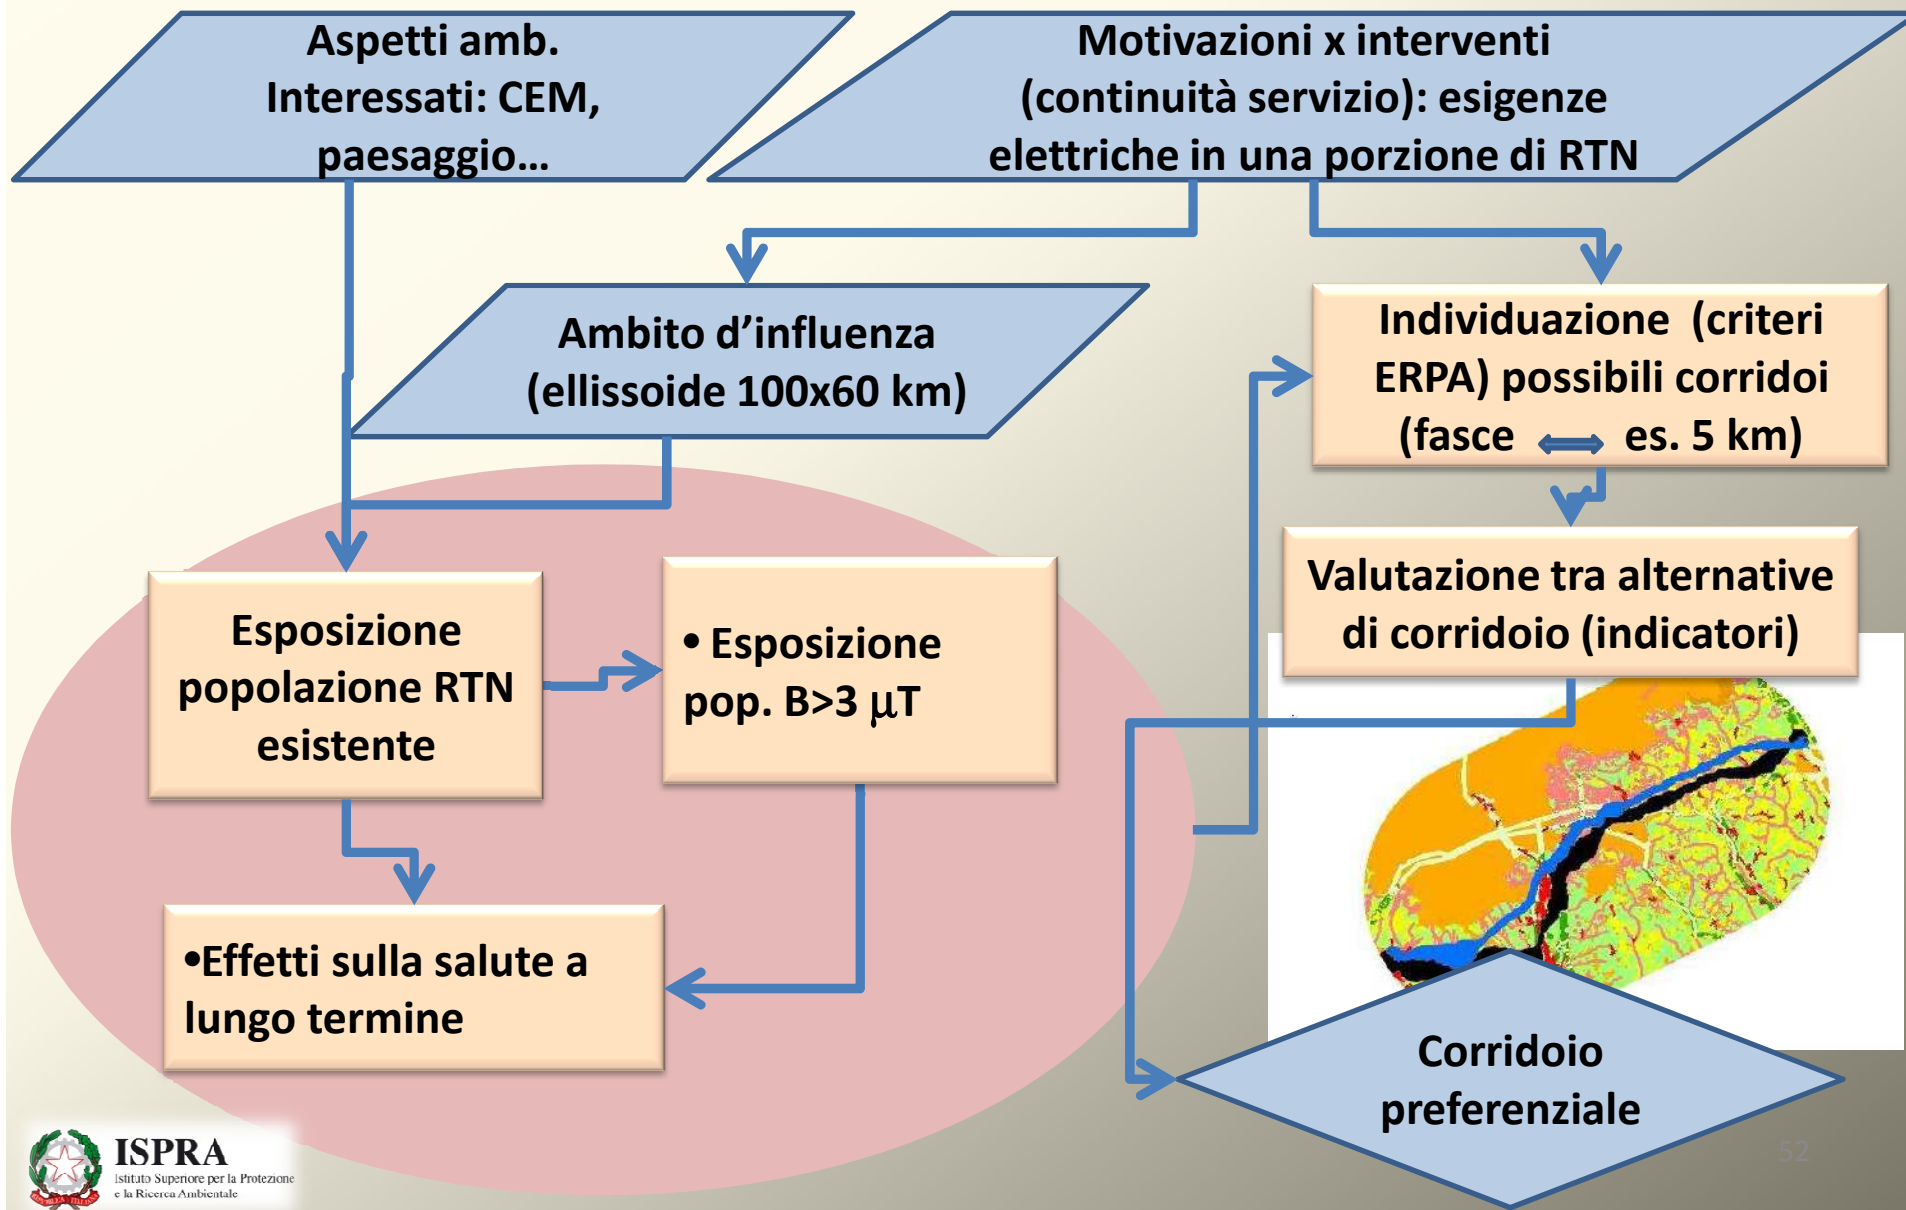 Aspetti amb.
Interessati: CEM,
paesaggio…
Motivazioni x interventi
(continuità servizio): esigenze
elettriche in una porzione di RTN
Ambito d’influenza
(ellissoide 100x60 km)
Individuazione (criteri
ERPA) possibili corridoi
(fasce es. 5 km)
Esposizione
popolazione RTN
esistente
• Esposizione
pop. B>3 μT
Valutazione tra alternative
di corridoio (indicatori)
•Effetti sulla salute a
lungo termine
Corridoio
preferenziale
ISPRA
Istituto Superiore per la Protezione
e la Ricerca Ambientale
52